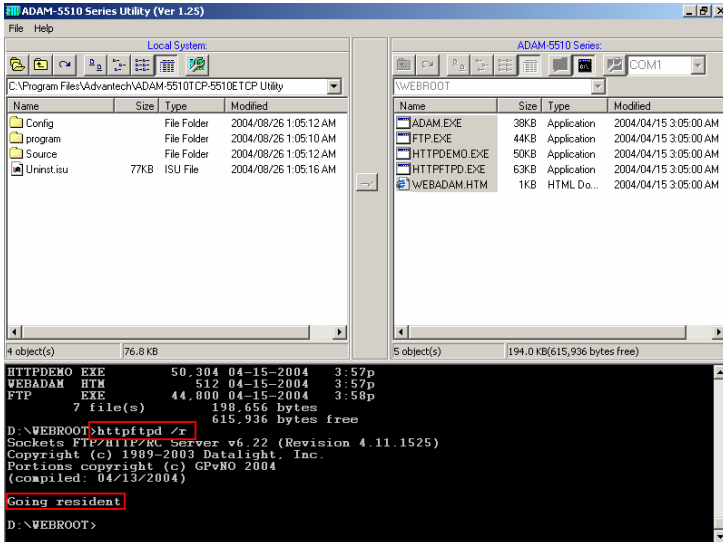 ADAM-5510 Series Utility (Ver 1.25)
File Help
Local System:
C:\Program Files\Advantech\ADAM-5510TCP-5510ETCP Utility
Name Size Type Modified
Config File Folder 2004/08/26 1:05:12 AM
program File Folder 2004/08/26 1:05:10 AM
Source File Folder 2004/08/26 1:05:12 AM
Uninst.isu 77KB ISU File 2004/08/26 1:05:16 AM
4 object(s) 76.8 KB
ADAM-5510 Series:
COM1
\WEBROOT
Name Size Type Modified
ADAM.EXE 38KB Application 2004/04/15 3:05:00 AM
FTP.EXE 44KB Application 2004/04/15 3:05:00 AM
HTTPDEMO.EXE 50KB Application 2004/04/15 3:05:00 AM
HTTPFTPD.EXE 63KB Application 2004/04/15 3:05:00 AM
WEBADAM.HTM 1KB HTML Do... 2004/04/15 3:05:00 AM
5 object(s) 194.0 KB(615,936 bytes free)
HTTPDEMO EXE 50,304 04-15-2004 3:57p
WEBADAM HTM 512 04-15-2004 3:57p
FTP EXE 44,800 04-15-2004 3:58p
7 file(s) 198,656 bytes
615,936 bytes free
D:\WEBROOT>httpftpd /r
Sockets FTP/HTTP/RC Server v6.22 (Revision 4.11.1525)
Copyright (c) 1989-2003 Datalight, Inc.
Portions copyright (c) GPvNO 2004
(compiled: 04/13/2004)
Going resident
D:\WEBROOT>